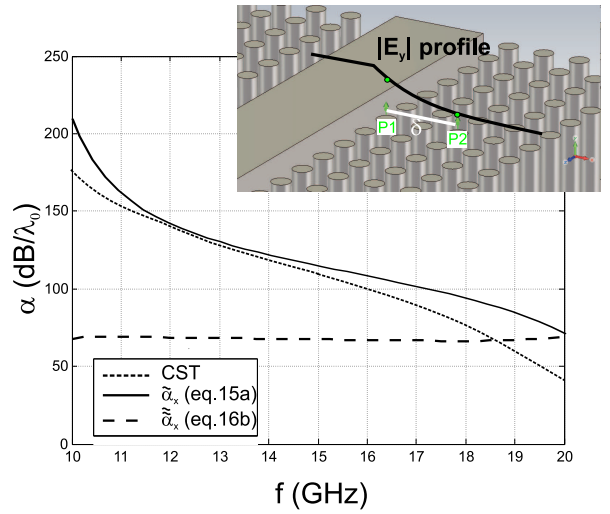 |Eᵧ| profile
P1
δ
P2
250
200
150
100
50
0
α (dB/λ₀)
CST
α̃ₓ (eq.15a)
α̃̃ₓ (eq.16b)
10 11 12 13 14 15 16 17 18 19 20
f (GHz)